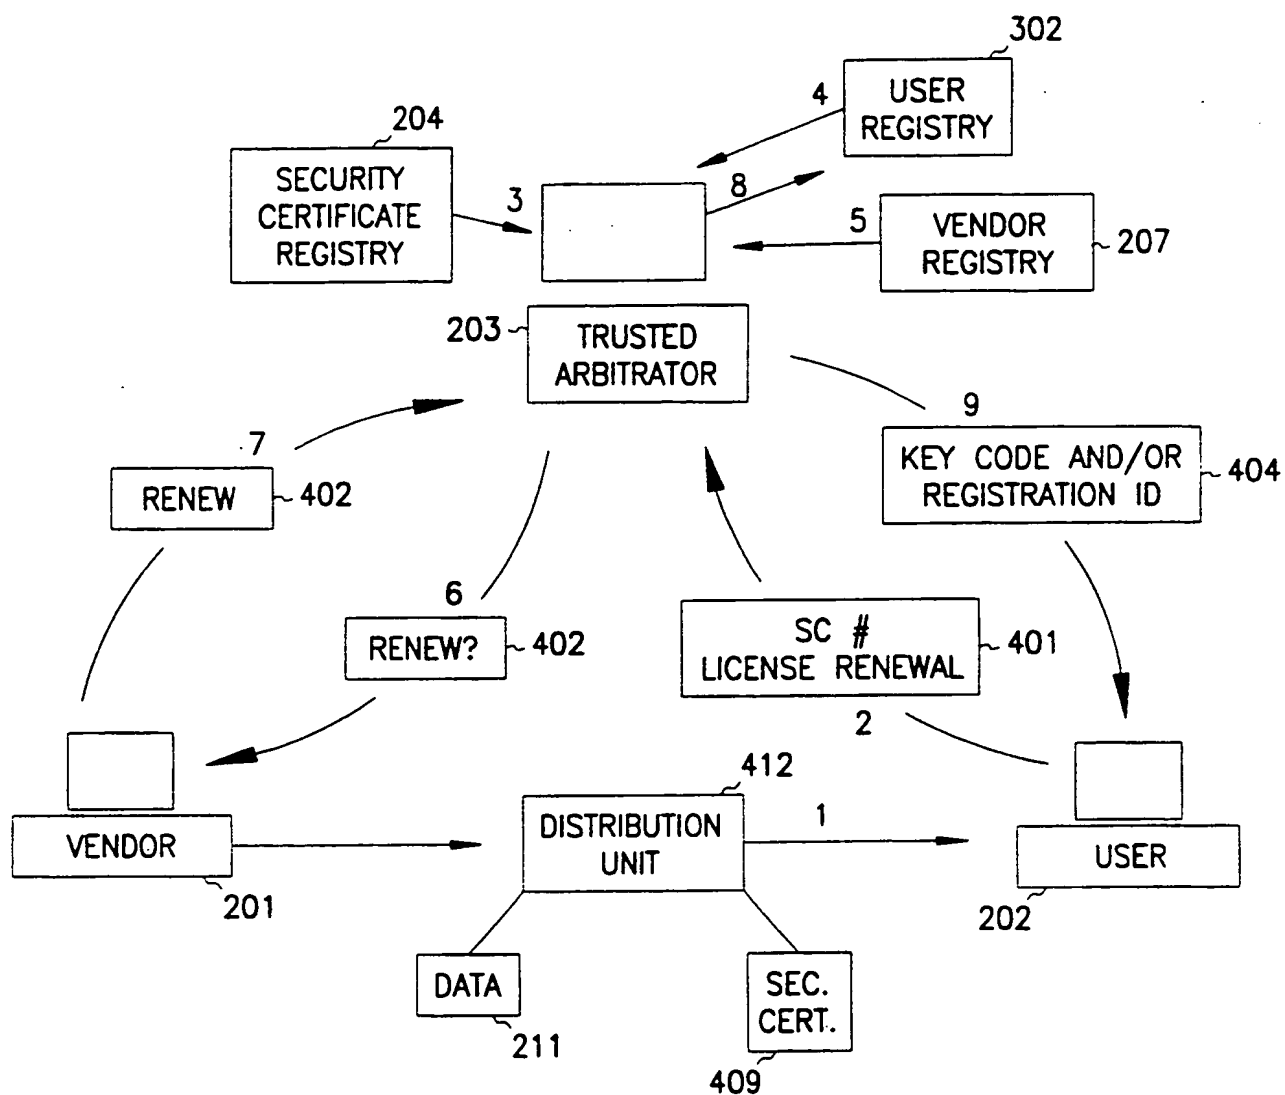 302
USER
REGISTRY
4
204
SECURITY
CERTIFICATE
REGISTRY
3
8
5
VENDOR
REGISTRY
207
203
TRUSTED
ARBITRATOR
9
7
KEY CODE AND/OR
REGISTRATION ID
404
RENEW
402
6
RENEW?
402
SC #
LICENSE RENEWAL
401
2
412
DISTRIBUTION
UNIT
1
VENDOR
201
USER
202
DATA
211
SEC.
CERT.
409